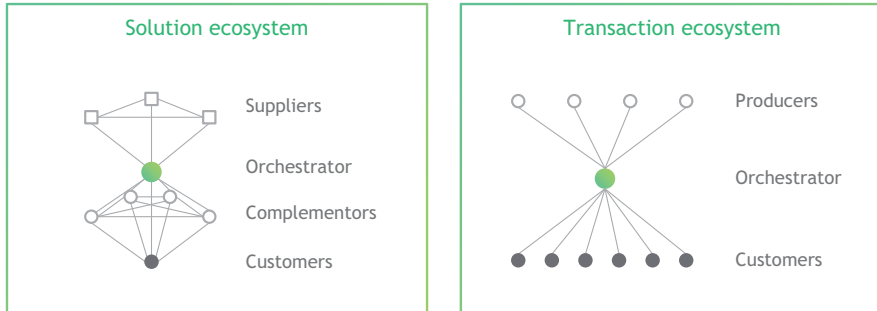 Solution ecosystem
Suppliers
Orchestrator
Complementors
Customers
Transaction ecosystem
Producers
Orchestrator
Customers